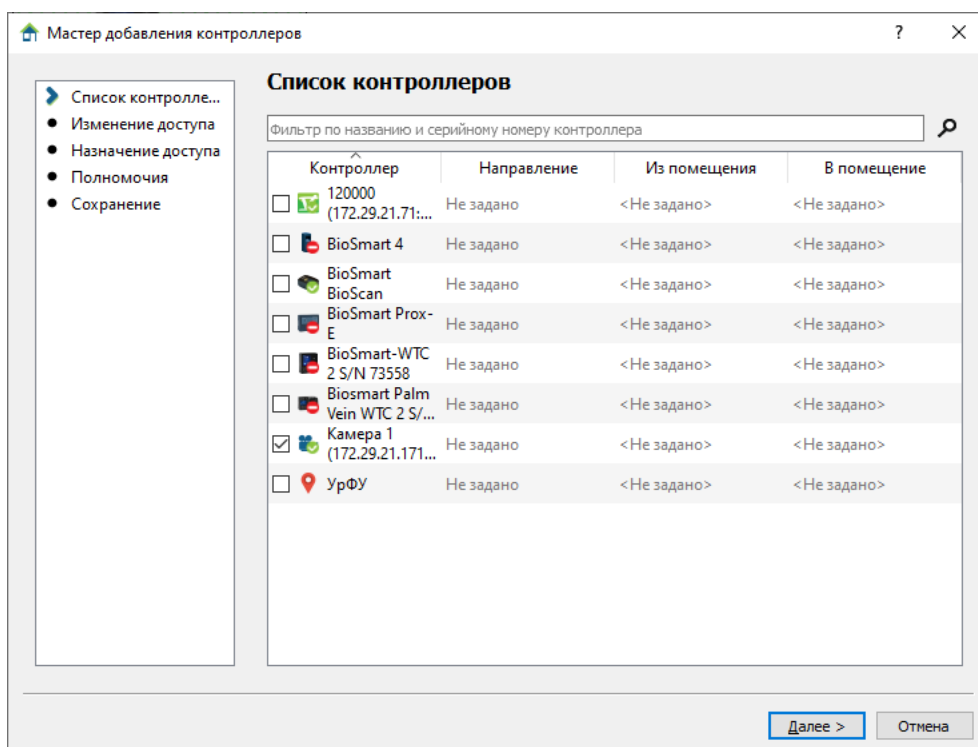 Мастер добавления контроллеров
?
Список контролле...
Изменение доступа
Назначение доступа
Полномочия
Сохранение
Список контроллеров
Фильтр по названию и серийному номеру контроллера
Контроллер Направление Из помещения В помещение
120000
(172.29.21.71:... Не задано <Не задано> <Не задано>
BioSmart 4 Не задано <Не задано> <Не задано>
BioSmart
BioScan Не задано <Не задано> <Не задано>
BioSmart Prox-
E Не задано <Не задано> <Не задано>
BioSmart-WTC
2 S/N 73558 Не задано <Не задано> <Не задано>
Biosmart Palm
Vein WTC 2 S/... Не задано <Не задано> <Не задано>
Камера 1
(172.29.21.171... Не задано <Не задано> <Не задано>
УрФУ Не задано <Не задано> <Не задано>
Далее > Отмена